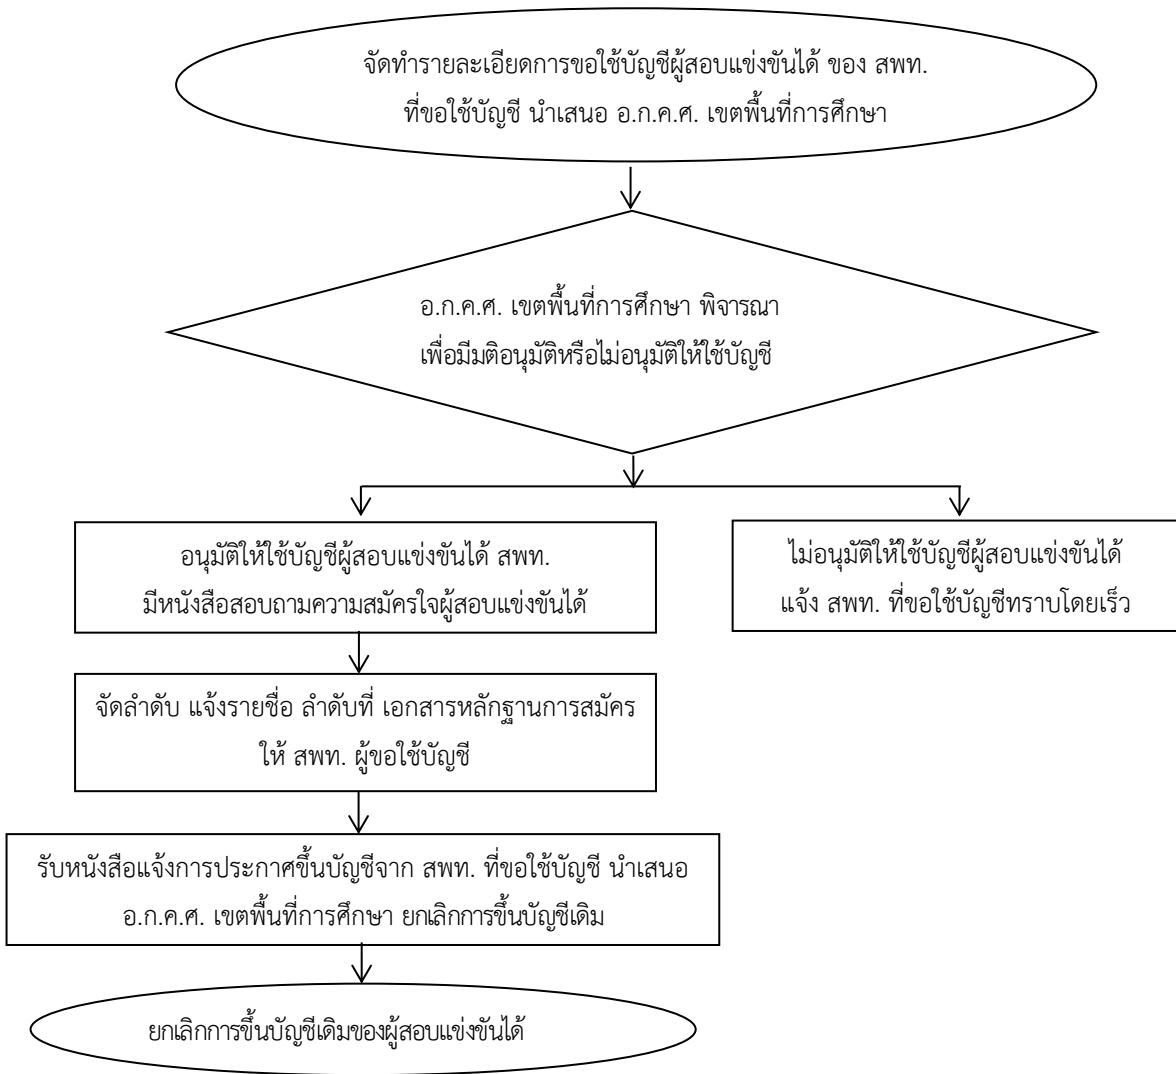 จัดทำรายละเอียดการขอใช้บัญชีผู้สอบแข่งขันได้ ของ สพท.
ที่ขอใช้บัญชี นำเสนอ อ.ก.ค.ศ. เขตพื้นที่การศึกษา
อ.ก.ค.ศ. เขตพื้นที่การศึกษา พิจารณา
เพื่อมีมติอนุมัติหรือไม่อนุมัติให้ใช้บัญชี
อนุมัติให้ใช้บัญชีผู้สอบแข่งขันได้ สพท.
มีหนังสือสอบถามความสมัครใจผู้สอบแข่งขันได้
ไม่อนุมัติให้ใช้บัญชีผู้สอบแข่งขันได้
แจ้ง สพท. ที่ขอใช้บัญชีทราบโดยเร็ว
จัดลำดับ แจ้งรายชื่อ ลำดับที่ เอกสารหลักฐานการสมัคร
ให้ สพท. ผู้ขอใช้บัญชี
รับหนังสือแจ้งการประกาศขึ้นบัญชีจาก สพท. ที่ขอใช้บัญชี นำเสนอ
อ.ก.ค.ศ. เขตพื้นที่การศึกษา ยกเลิกการขึ้นบัญชีเดิม
ยกเลิกการขึ้นบัญชีเดิมของผู้สอบแข่งขันได้